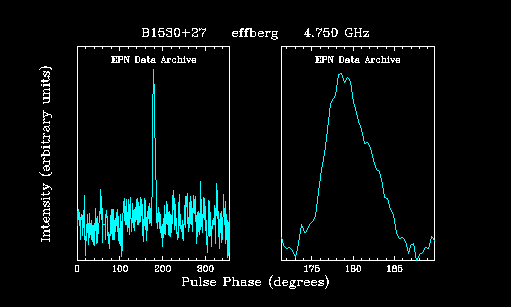 B1530+27 effberg 4.750 GHz
EPN Data Archive
EPN Data Archive
Intensity (arbitrary units)
0 100 200 300
175 180 185
Pulse Phase (degrees)